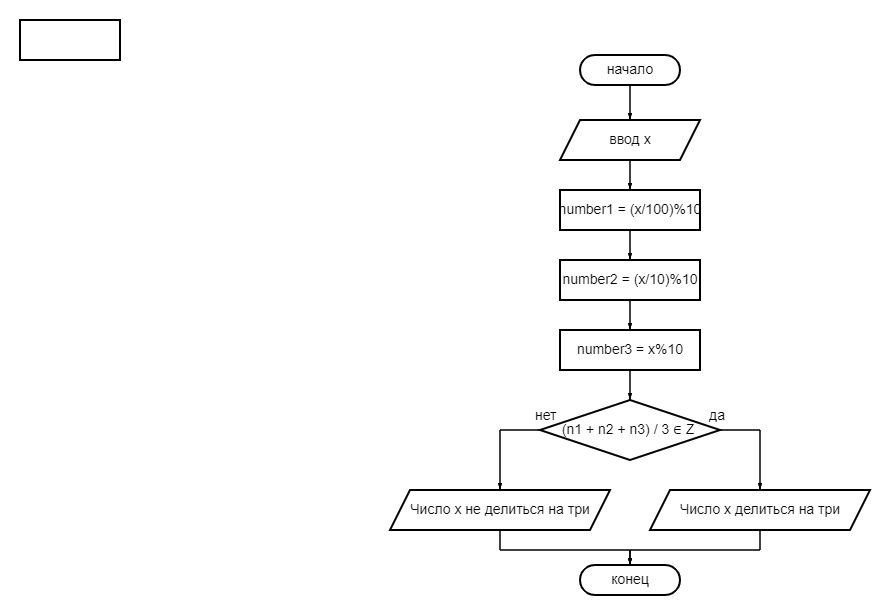 начало
ввод x
number1 = (x/100)%10
number2 = (x/10)%10
number3 = x%10
нет
да
(n1 + n2 + n3) / 3 ∈ Z
Число x не делиться на три
Число x делиться на три
конец